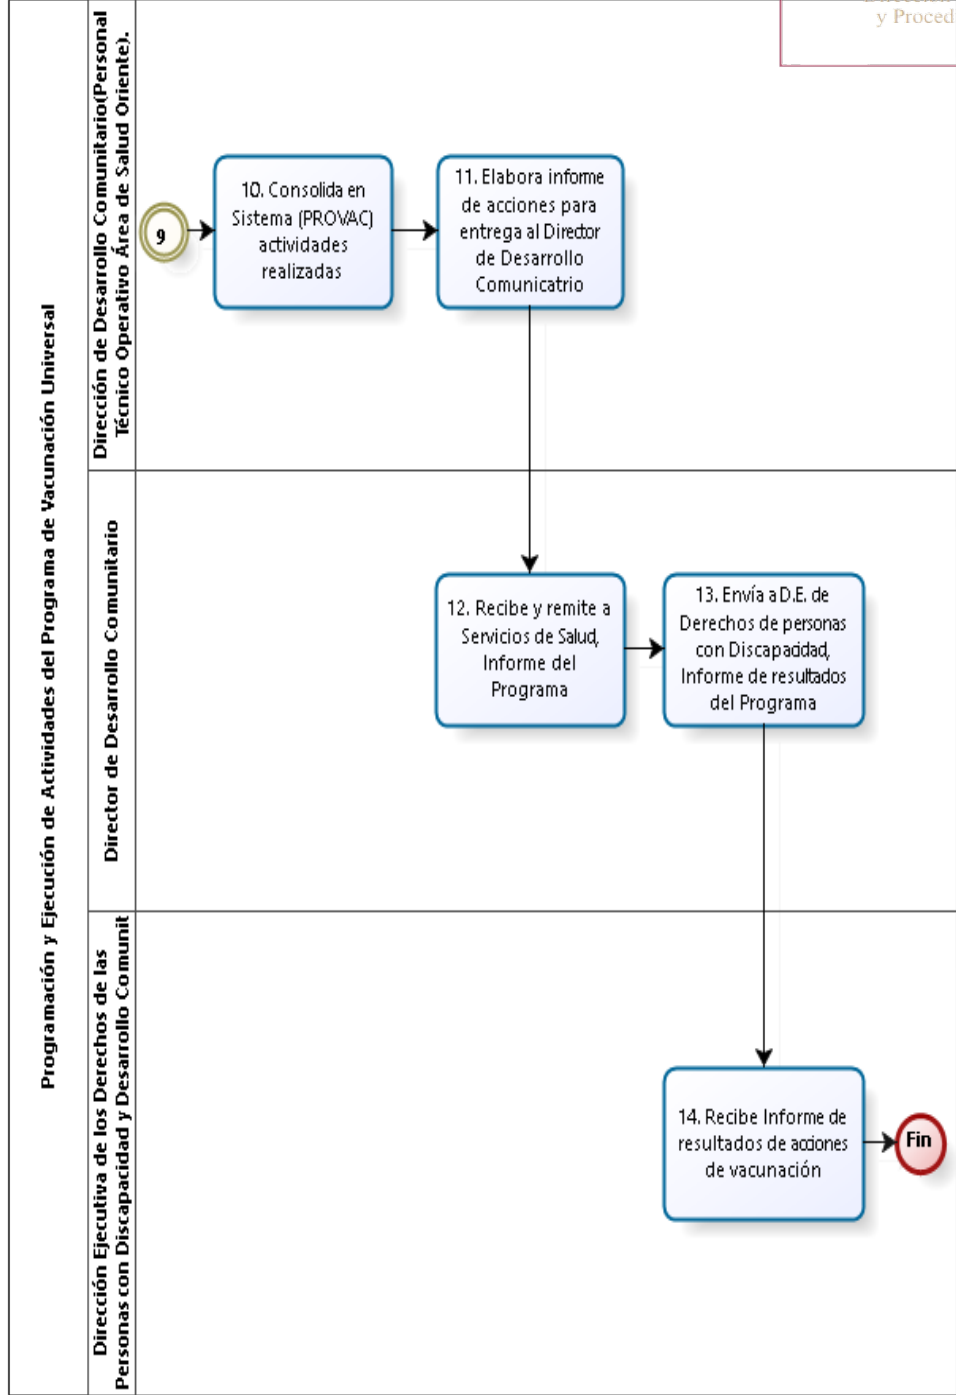 y Proced
Programación y Ejecución de Actividades del Programa de Vacunación Universal
Dirección de Desarrollo Comunitario(Personal
Técnico Operativo Área de Salud Oriente).
9
10. Consolida en
Sistema (PROVAC)
actividades
realizadas
11. Elabora informe
de acciones para
entrega al Director
de Desarrollo
Comunicatrio
Director de Desarrollo Comunitario
12. Recibe y remite a
Servicios de Salud,
Informe del
Programa
13. Envía a D.E. de
Derechos de personas
con Discapacidad,
Informe de resultados
del Programa
Dirección Ejecutiva de los Derechos de las
Personas con Discapacidad y Desarrollo Comunit
14. Recibe Informe de
resultados de acciones
de vacunación
Fin